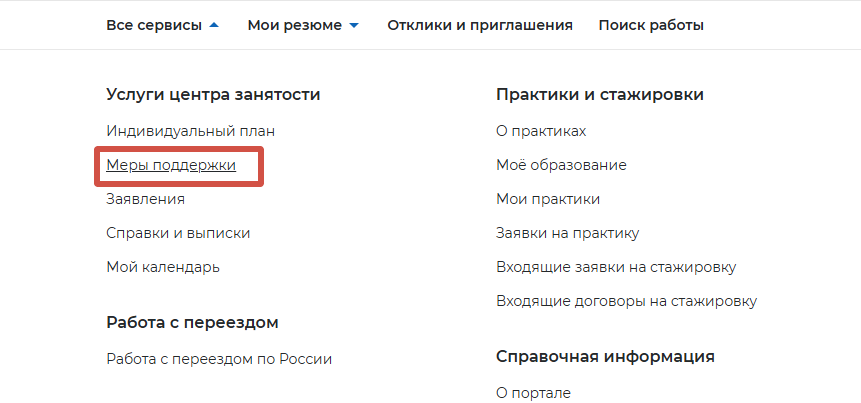 Все сервисы Мои резюме Отклики и приглашения Поиск работы
Услуги центра занятости
Индивидуальный план
Меры поддержки
Заявления
Справки и выписки
Мой календарь
Работа с переездом
Работа с переездом по России
Практики и стажировки
О практиках
Моё образование
Мои практики
Заявки на практику
Входящие заявки на стажировку
Входящие договоры на стажировку
Справочная информация
О портале